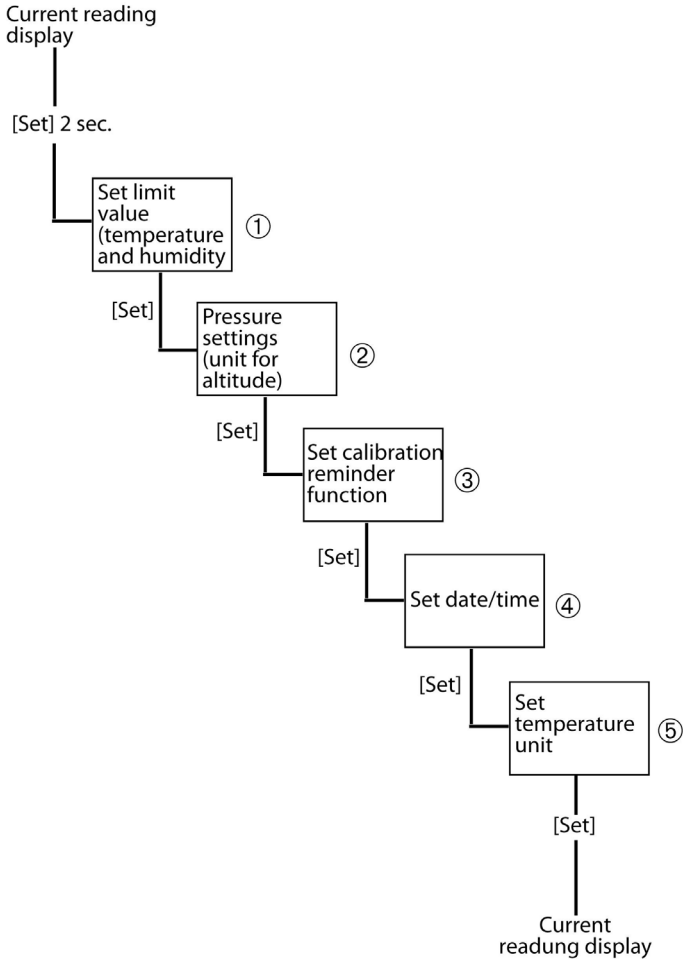 Current reading
display
[Set] 2 sec.
Set limit
value
(temperature
and humidity
①
[Set]
Pressure
settings
(unit for
altitude)
②
[Set]
Set calibration
reminder
function
③
[Set]
Set date/time
④
[Set]
Set
temperature
unit
⑤
[Set]
Current
readung display